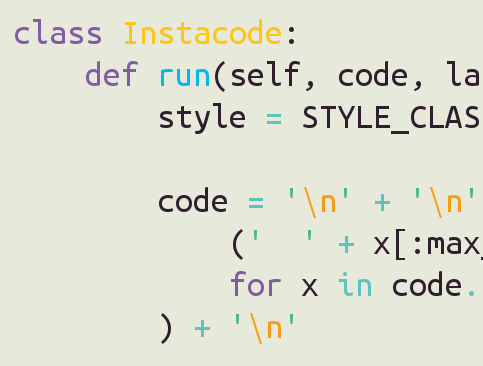 class Instacode:
    def run(self, code, la
        style = STYLE_CLAS

        code = '\n' + '\n'
            ('  ' + x[:max_
            for x in code.
        ) + '\n'